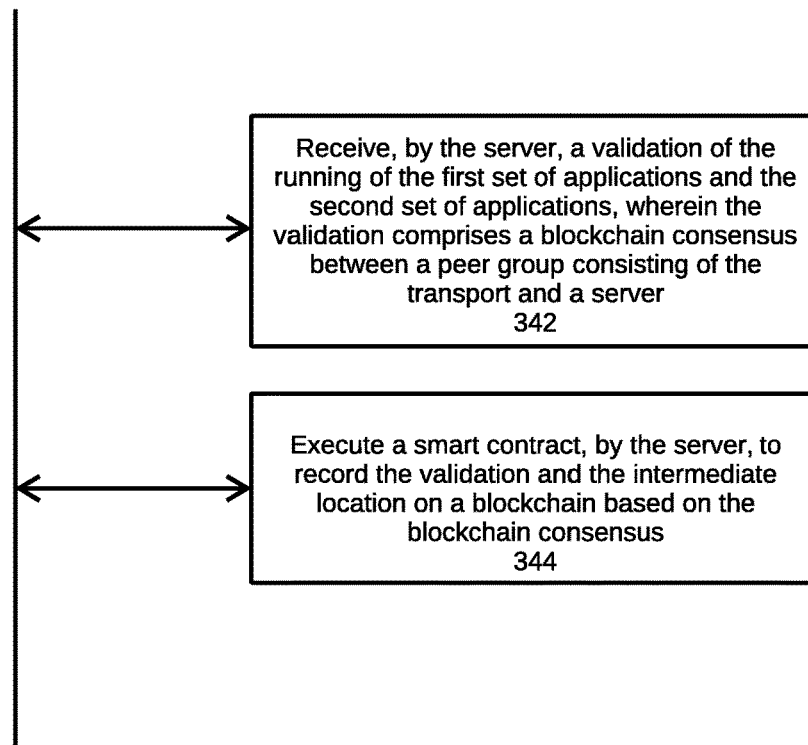 Receive, by the server, a validation of the
running of the first set of applications and the
second set of applications, wherein the
validation comprises a blockchain consensus
between a peer group consisting of the
transport and a server
342
Execute a smart contract, by the server, to
record the validation and the intermediate
location on a blockchain based on the
blockchain consensus
344